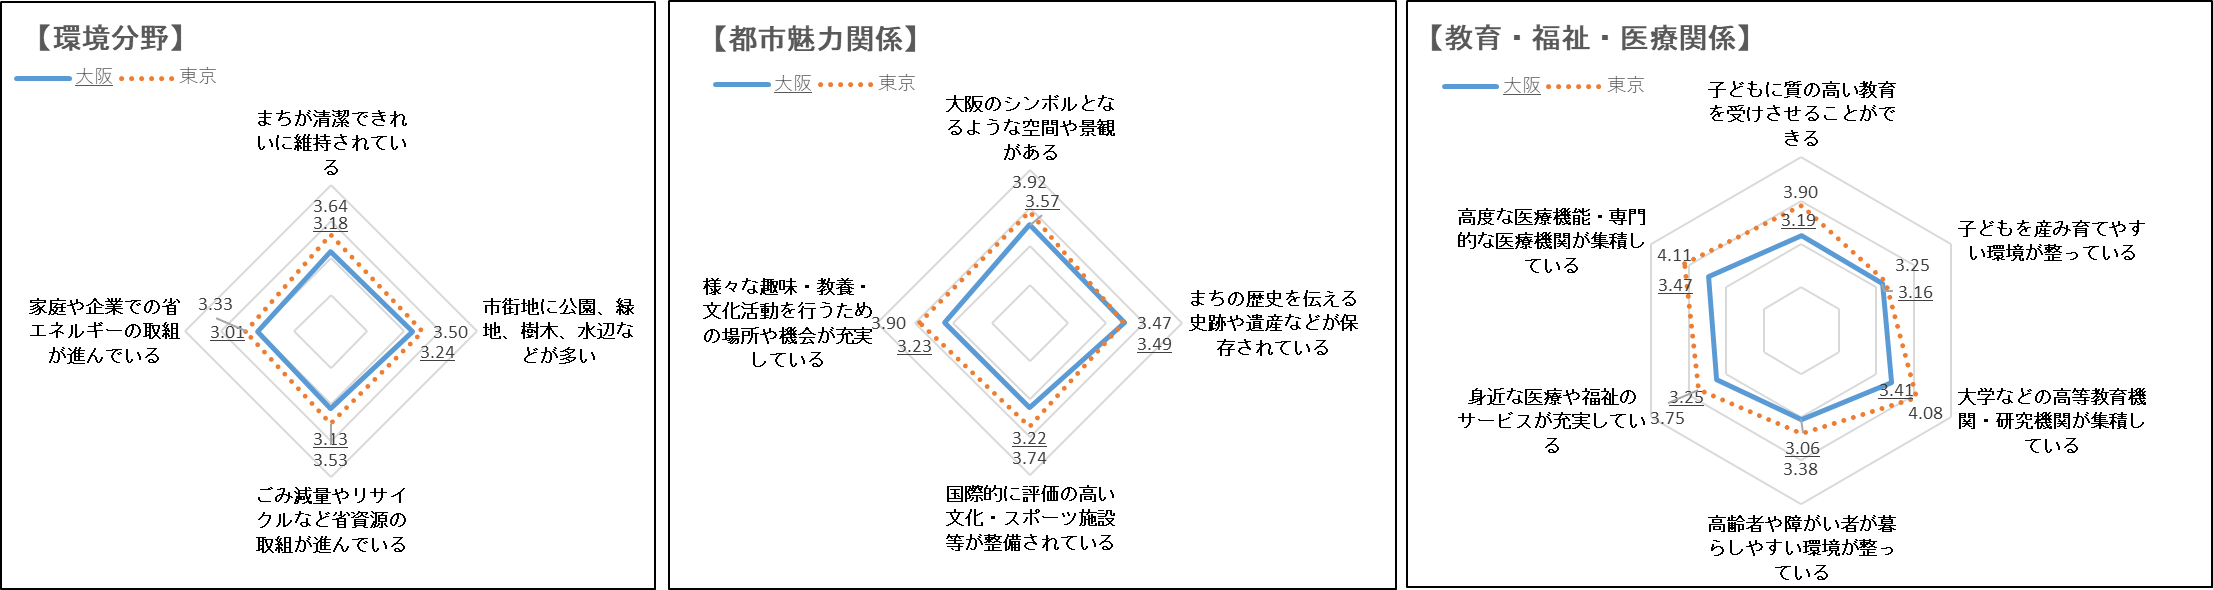 【環境分野】
大阪 東京
まちが清潔できれ
いに維持されてい
る
3.64
3.18
市街地に公園、緑
地、樹木、水辺な
どが多い
3.50
3.24
ごみ減量やリサイ
クルなど省資源の
取組が進んでいる
3.13
3.53
家庭や企業での省
エネルギーの取組
が進んでいる
3.33
3.01
【都市魅力関係】
大阪 東京
大阪のシンボルとな
るような空間や景観
がある
3.92
3.57
まちの歴史を伝える
史跡や遺産などが保
存されている
3.47
3.49
国際的に評価の高い
文化・スポーツ施設
等が整備されている
3.22
3.74
様々な趣味・教養・
文化活動を行うため
の場所や機会が充実
している
3.90
3.23
【教育・福祉・医療関係】
大阪 東京
子どもに質の高い教育
を受けさせることがで
きる
3.90
3.19
子どもを産み育てやす
い環境が整っている
3.25
3.16
大学などの高等教育機
関・研究機関が集積し
ている
3.41
4.08
高齢者や障がい者が暮
らしやすい環境が整っ
ている
3.06
3.38
身近な医療や福祉の
サービスが充実してい
る
3.25
3.75
高度な医療機能・専門
的な医療機関が集積し
ている
4.11
3.47